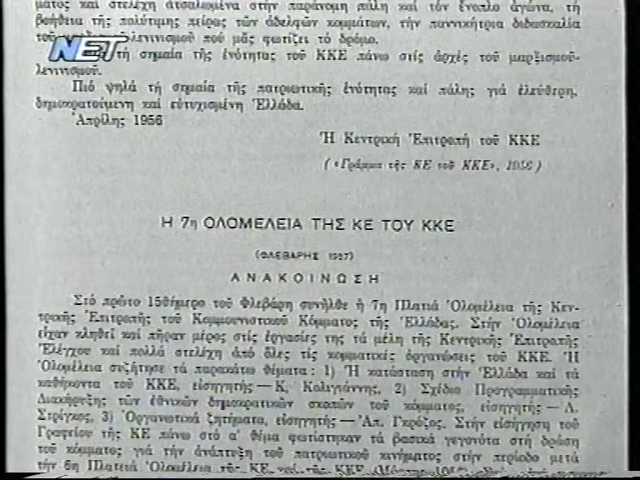 ματος καὶ στελέχη ἀτσαλωμένα στὴν παράνομη πάλη καὶ τὸν ἔνοπλο ἀγώνα, τὴ
βοήθεια τῆς πολύτιμης πείρας τῶν ἀδελφῶν κομμάτων, τὴν παννικήτρια διδασκαλία
τοῦ λενινισμοῦ ποὺ μᾶς φωτίζει τὸ δρόμο.
NET
τὴ σημαία τῆς ἑνότητας τοῦ ΚΚΕ πάνω στὶς ἀρχὲς τοῦ μαρξισμοῦ-
λενινισμοῦ.
Πιὸ ψηλὰ τὴ σημαία τῆς πατριωτικῆς ἑνότητας καὶ πάλης γιὰ ἐλεύθερη,
δημοκρατούμενη καὶ εὐτυχισμένη Ἑλλάδα.
Ἀπρίλης 1956
Ἡ Κεντρικὴ Ἐπιτροπὴ τοῦ ΚΚΕ
(«Γράμμα τῆς ΚΕ τοῦ ΚΚΕ», 1956)
Η 7η ΟΛΟΜΕΛΕΙΑ ΤΗΣ ΚΕ ΤΟΥ ΚΚΕ
(ΦΛΕΒΑΡΗΣ 1957)
ΑΝΑΚΟΙΝΩΣΗ
Στὸ πρῶτο 15θήμερο τοῦ Φλεβάρη συνῆλθε ἡ 7η Πλατιὰ Ὁλομέλεια τῆς Κεν-
τρικῆς Ἐπιτροπῆς τοῦ Κομμουνιστικοῦ Κόμματος τῆς Ἑλλάδας. Στὴν Ὁλομέλεια
εἶχαν κληθεῖ καὶ πῆραν μέρος στὶς ἐργασίες της τὰ μέλη τῆς Κεντρικῆς Ἐπιτροπῆς
Ἐλέγχου καὶ πολλὰ στελέχη ἀπὸ ὅλες τὶς κομματικὲς ὀργανώσεις τοῦ ΚΚΕ. Ἡ
Ὁλομέλεια συζήτησε τὰ παρακάτω θέματα: 1) Ἡ κατάσταση στὴν Ἑλλάδα καὶ τὰ
καθήκοντα τοῦ ΚΚΕ, εἰσηγητὴς — Κ. Κολιγιάννης, 2) Σχέδιο Προγραμματικῆς
Διακήρυξης τῶν ἐθνικῶν δημοκρατικῶν σκοπῶν τοῦ κόμματος, εἰσηγητὴς — Λ.
Στρίγκος, 3) Ὀργανωτικὰ ζητήματα, εἰσηγητὴς — Ἀπ. Γκρόζος. Στὴν εἰσήγηση τοῦ
Γραφείου τῆς ΚΕ πάνω στὸ α' θέμα φωτίστηκαν τὰ βασικὰ γεγονότα στὴ δράση
τοῦ κόμματος γιὰ τὴν ἀνάπτυξη τοῦ πατριωτικοῦ κινήματος στὴν περίοδο μετὰ
τὴν 6η Πλατειὰ Ὁλομέλεια τῆς ΚΕ καὶ τῆς ΚΚΕ